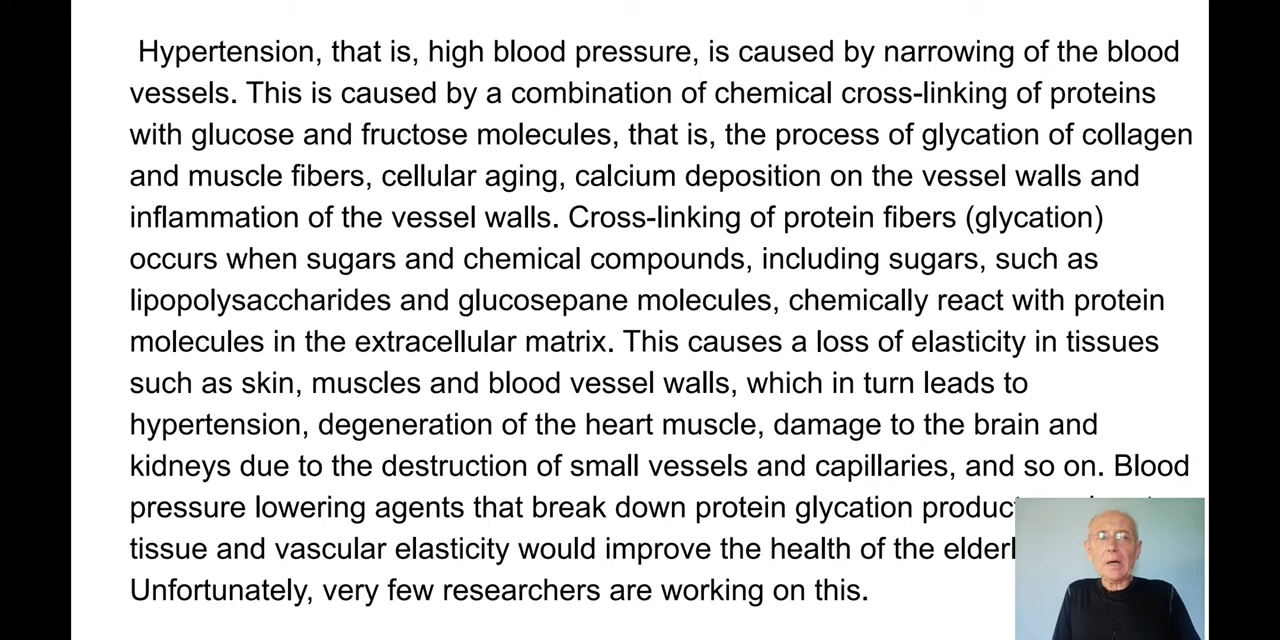 Hypertension, that is, high blood pressure, is caused by narrowing of the blood
vessels. This is caused by a combination of chemical cross-linking of proteins
with glucose and fructose molecules, that is, the process of glycation of collagen
and muscle fibers, cellular aging, calcium deposition on the vessel walls and
inflammation of the vessel walls. Cross-linking of protein fibers (glycation)
occurs when sugars and chemical compounds, including sugars, such as
lipopolysaccharides and glucosepane molecules, chemically react with protein
molecules in the extracellular matrix. This causes a loss of elasticity in tissues
such as skin, muscles and blood vessel walls, which in turn leads to
hypertension, degeneration of the heart muscle, damage to the brain and
kidneys due to the destruction of small vessels and capillaries, and so on. Blood
pressure lowering agents that break down protein glycation
tissue and vascular elasticity would improve the health of the
Unfortunately, very few researchers are working on this.